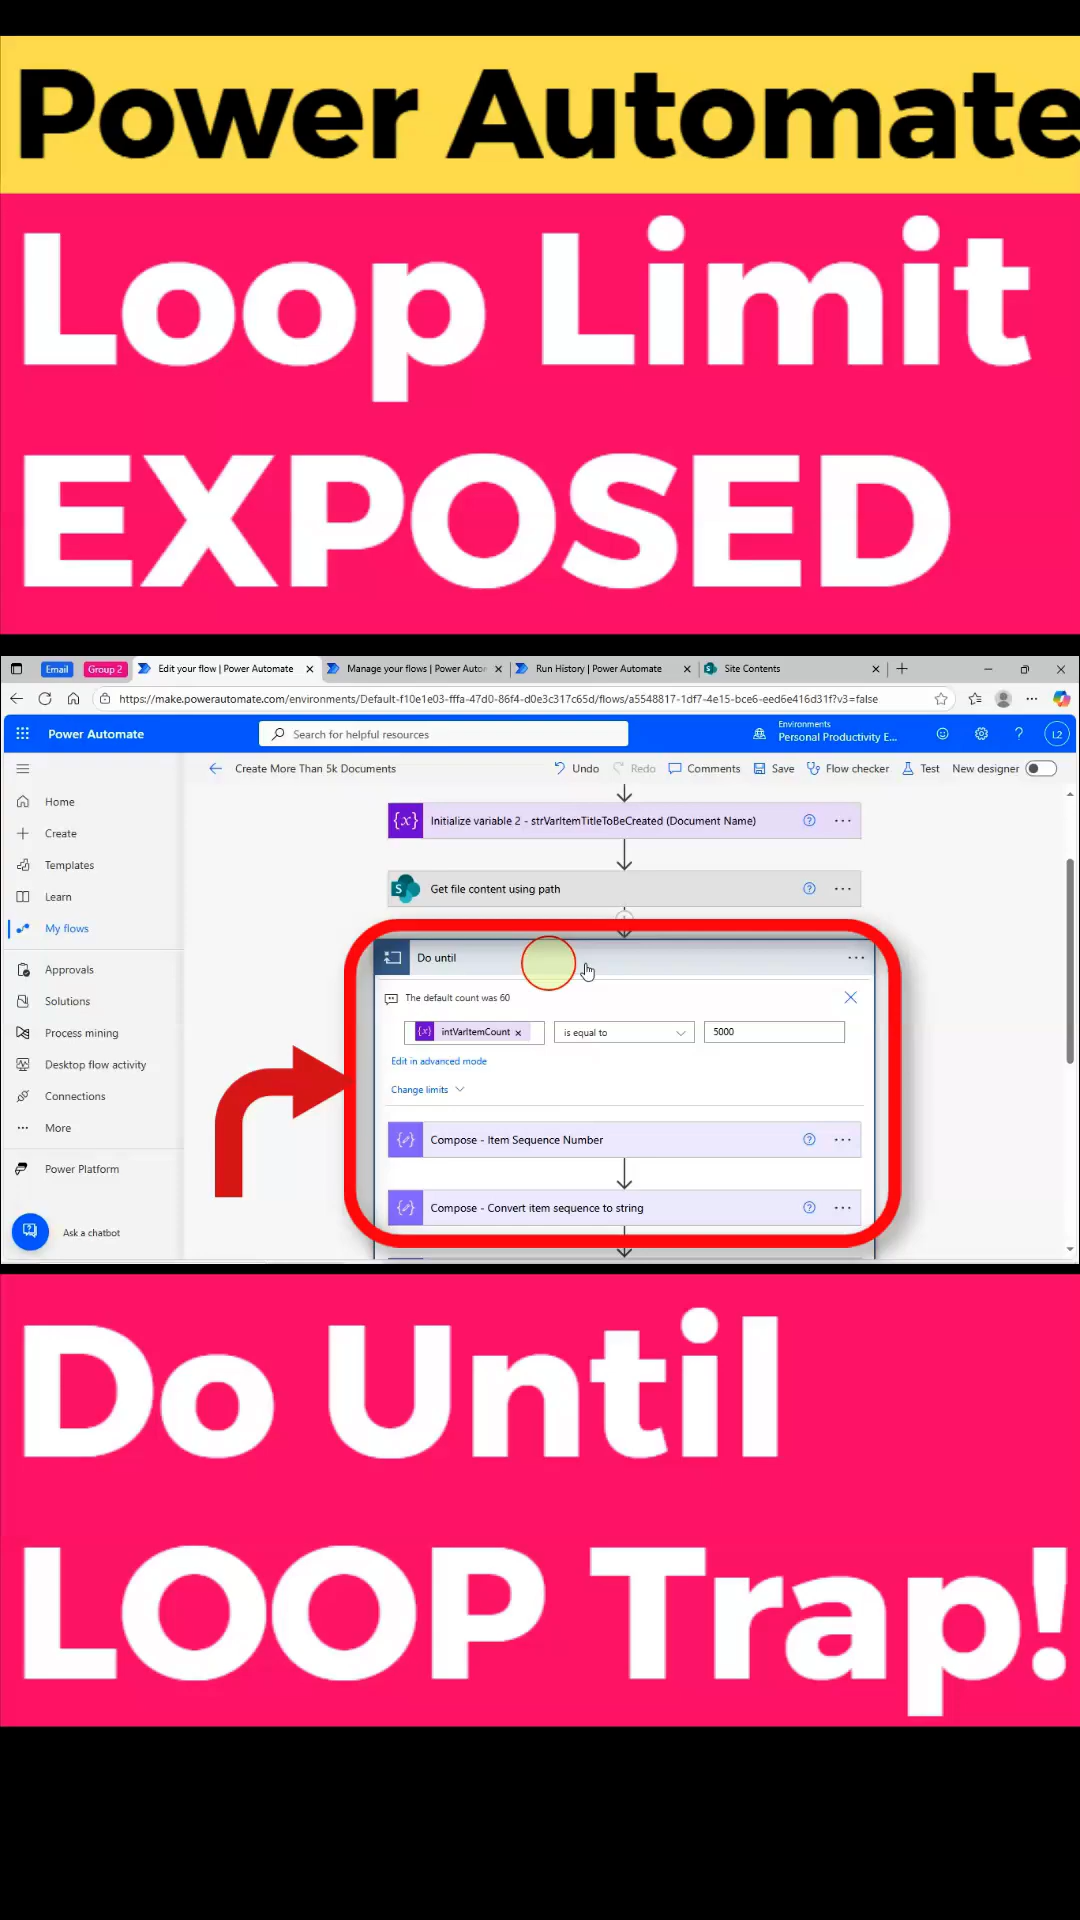 Power Automate
Loop Limit
EXPOSED
Email
Group 2
Edit your flow | Power Automate
Manage your flows | Power Auto
Run History | Power Automate
Site Contents
https://make.powerautomate.com/environments/Default-f10e1e03-fffa-47d0-86f4-d0e3c317c65d/flows/a5548817-1df7-4e15-bce6-eed6e416d31f?v3=false
Power Automate
Search for helpful resources
Environments
Personal Productivity E...
L2
Create More Than 5k Documents
Undo
Redo
Comments
Save
Flow checker
Test
New designer
Home
Create
Templates
Learn
My flows
Approvals
Solutions
Process mining
Desktop flow activity
Connections
More
Power Platform
Ask a chatbot
{x} Initialize variable 2 - strVarItemTitleToBeCreated (Document Name)
S Get file content using path
Do until
The default count was 60
{x} intVarItemCount
is equal to
5000
Edit in advanced mode
Change limits
Compose - Item Sequence Number
Compose - Convert item sequence to string
Do Until
LOOP Trap!